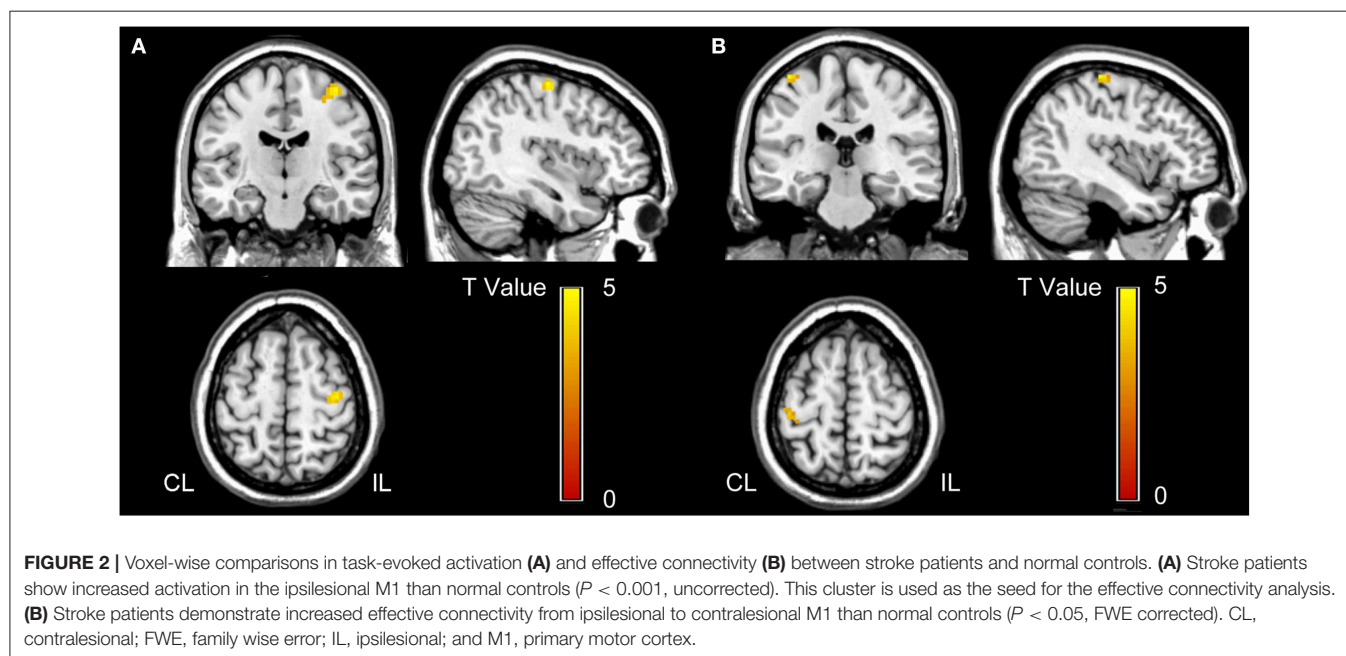 A
B
T Value
5
0
CL
IL
T Value
5
0
CL
IL
FIGURE 2 | Voxel-wise comparisons in task-evoked activation (A) and effective connectivity (B) between stroke patients and normal controls. (A) Stroke patients
show increased activation in the ipsilesional M1 than normal controls (P < 0.001, uncorrected). This cluster is used as the seed for the effective connectivity analysis.
(B) Stroke patients demonstrate increased effective connectivity from ipsilesional to contralesional M1 than normal controls (P < 0.05, FWE corrected). CL,
contralesional; FWE, family wise error; IL, ipsilesional; and M1, primary motor cortex.